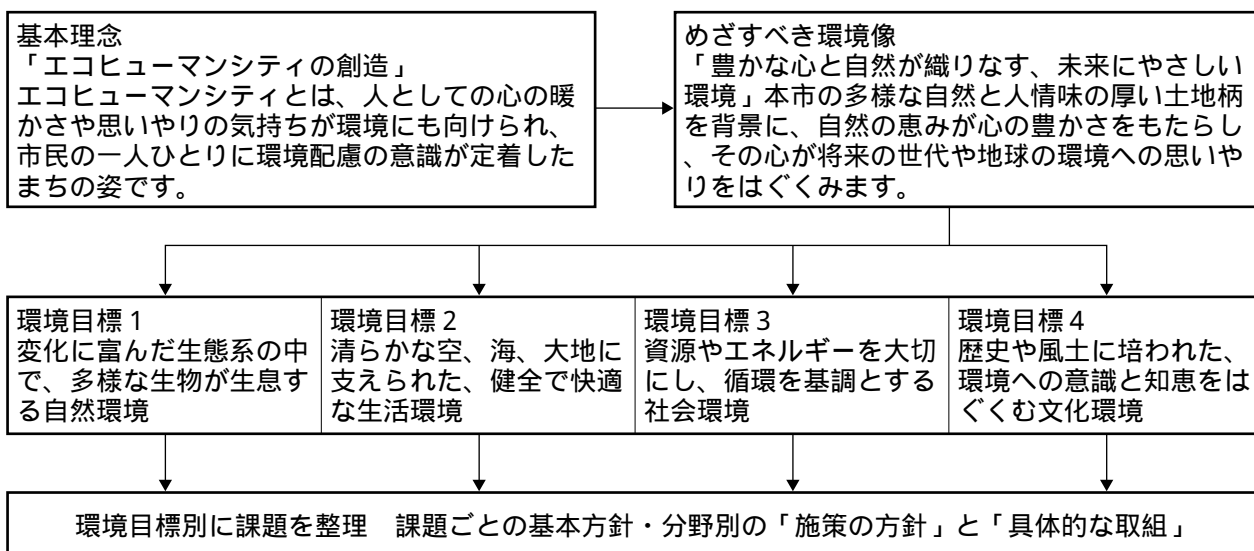 基本理念
「エコヒューマンシティの創造」
エコヒューマンシティとは、人としての心の暖
かさや思いやりの気持ちが環境にも向けられ、
市民の一人ひとりに環境配慮の意識が定着した
まちの姿です。
めざすべき環境像
「豊かな心と自然が織りなす、未来にやさしい
環境」本市の多様な自然と人情味の厚い土地柄
を背景に、自然の恵みが心の豊かさをもたらし
、その心が将来の世代や地球の環境への思いや
りをはぐくみます。
環境目標1
変化に富んだ生態系の中
で、多様な生物が生息す
る自然環境
環境目標2
清らかな空、海、大地に
支えられた、健全で快適
な生活環境
環境目標3
資源やエネルギーを大切
にし、循環を基調とする
社会環境
環境目標4
歴史や風土に培われた、
環境への意識と知恵をは
ぐくむ文化環境
環境目標別に課題を整理　課題ごとの基本方針・分野別の「施策の方針」と「具体的な取組」